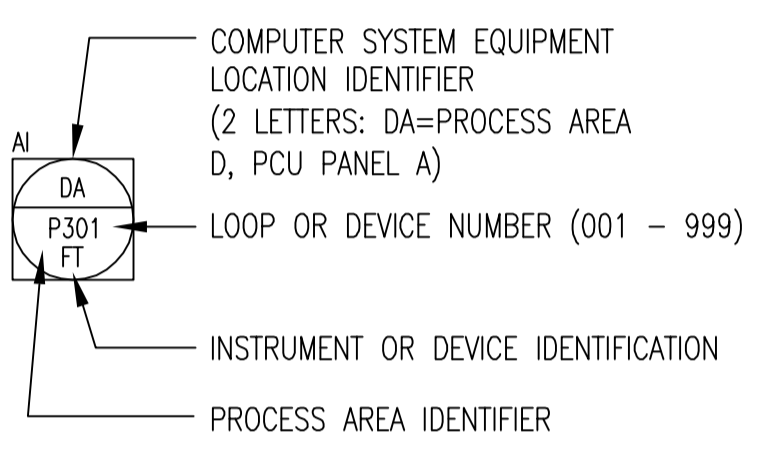 COMPUTER SYSTEM EQUIPMENT
LOCATION IDENTIFIER
(2 LETTERS: DA=PROCESS AREA
D, PCU PANEL A)
AI
DA
P301
FT
LOOP OR DEVICE NUMBER (001 - 999)
INSTRUMENT OR DEVICE IDENTIFICATION
PROCESS AREA IDENTIFIER